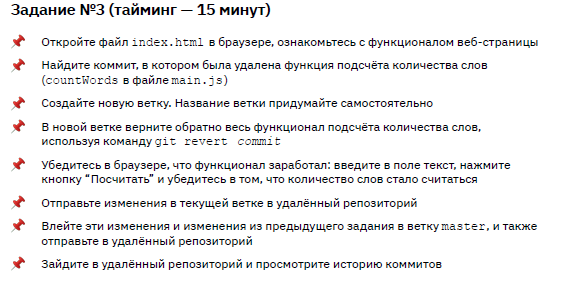 Задание №3 (тайминг — 15 минут)
Откройте файл index.html в браузере, ознакомьтесь с функционалом веб-страницы
Найдите коммит, в котором была удалена функция подсчёта количества слов
(countWords в файле main.js)
Создайте новую ветку. Название ветки придумайте самостоятельно
В новой ветке верните обратно весь функционал подсчёта количества слов,
используя команду git revert commit
Убедитесь в браузере, что функционал заработал: введите в поле текст, нажмите
кнопку “Посчитать” и убедитесь в том, что количество слов стало считаться
Отправьте изменения в текущей ветке в удалённый репозиторий
Влейте эти изменения и изменения из предыдущего задания в ветку master, и также
отправьте в удалённый репозиторий
Зайдите в удалённый репозиторий и просмотрите историю коммитов